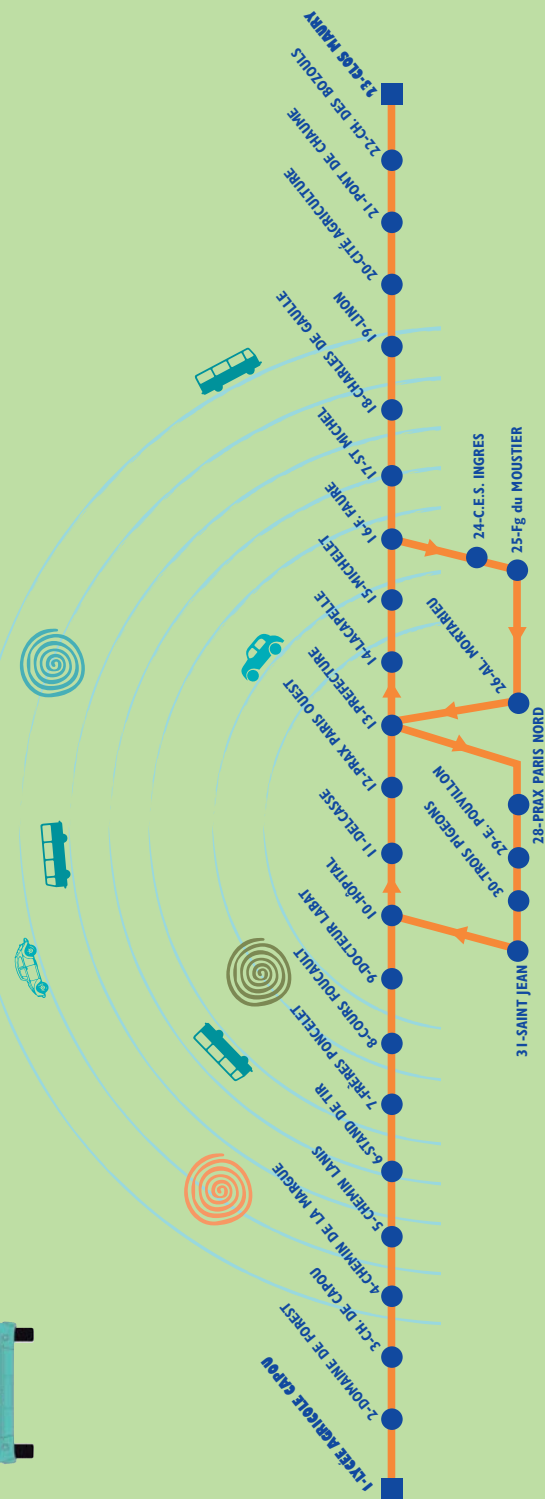 23-CLOS MAURY
22-CH. DES BOZOULS
21-PONT DE CHAUME
20-CITÉ AGRICULTURE
19-LINON
18-CHARLES DE GAULLE
17-ST MICHEL
16-F. FAURE
15-MICHELET
14-LACAPELLE
13-PREFECTURE
12-PRAX PARIS OUEST
11-DELCASSE
10-HÔPITAL
9-DOCTEUR LABAT
8-COURS FOUCAULT
7-FRÈRES PONCELET
6-STAND DE TIR
5-CHEMIN LANIS
4-CHEMIN DE LA MARGUE
3-CH. DE CAPOU
2-DOMAINE DE FOREST
1-LYCÉE AGRICOLE CAPOU
24-C.E.S. INGRES
25-Fg du MOUSTIER
26-AL. MORTARIEU
28-PRAX PARIS NORD
29-E. POUVILLON
30-TROIS PIGEONS
31-SAINT JEAN